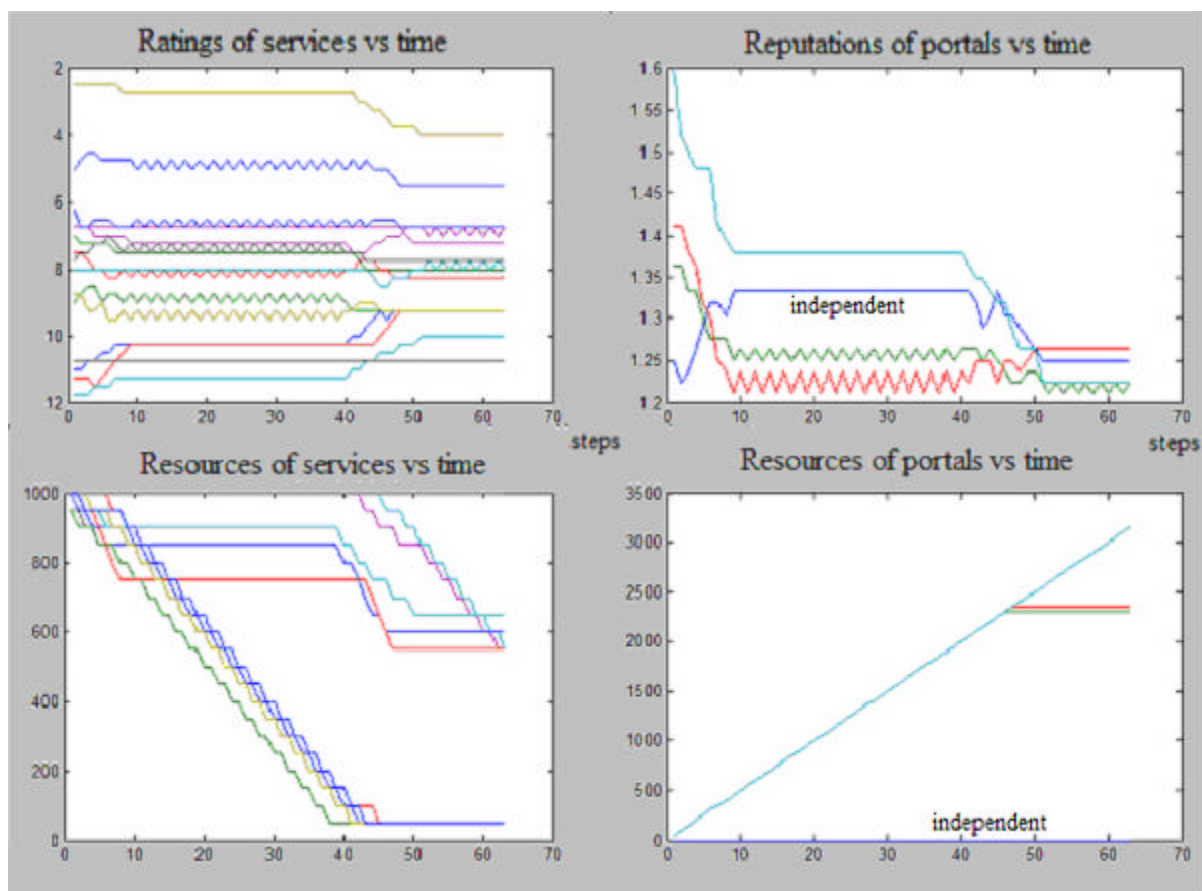 Ratings of services vs time
2
4
6
8
10
12
0 10 20 30 40 50 60 70
steps
Reputations of portals vs time
1.6
1.55
1.5
1.45
1.4
1.35
independent
1.3
1.25
1.2
0 10 20 30 40 50 60 70
steps
Resources of services vs time
1000
800
600
400
200
0
0 10 20 30 40 50 60 70
Resources of portals vs time
3500
3000
2500
2000
1500
1000
500
independent
0
0 10 20 30 40 50 60 70